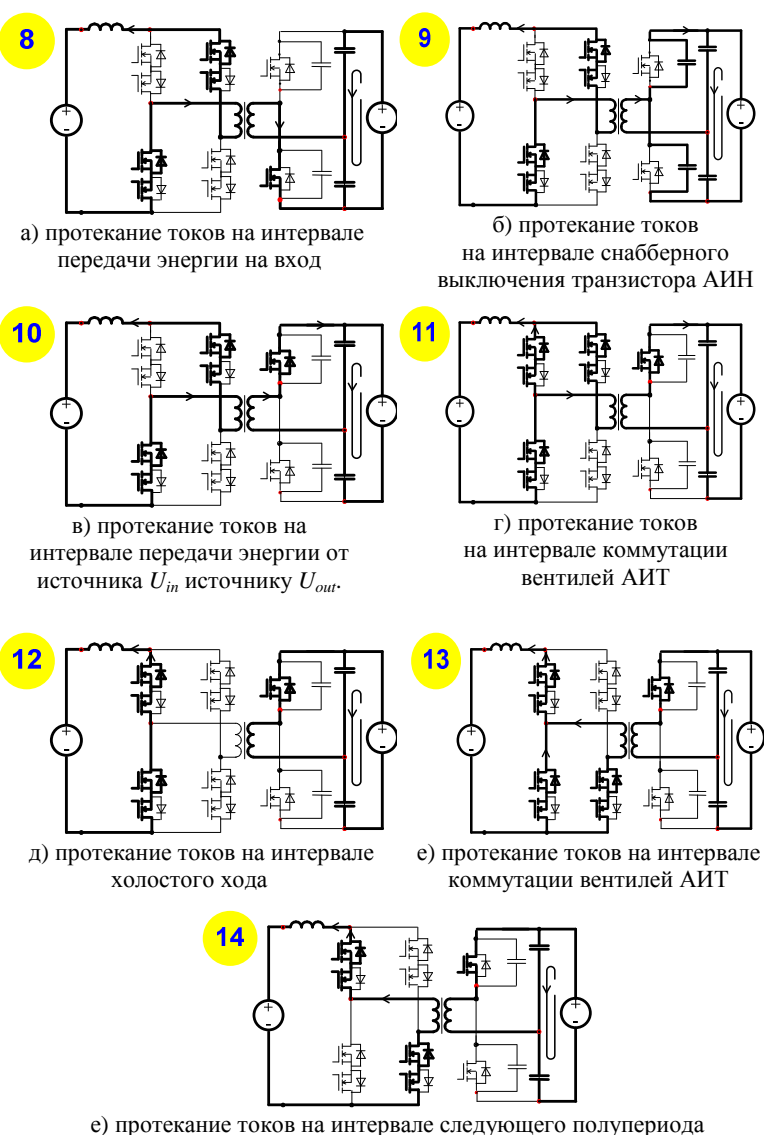 8
9
а) протекание токов на интервале
передачи энергии на вход
б) протекание токов
на интервале снабберного
выключения транзистора АИН
10
11
в) протекание токов на
интервале передачи энергии от
источника U_in источнику U_out.
г) протекание токов
на интервале коммутации
вентилей АИТ
12
13
д) протекание токов на интервале
холостого хода
е) протекание токов на интервале
коммутации вентилей АИТ
14
е) протекание токов на интервале следующего полупериода